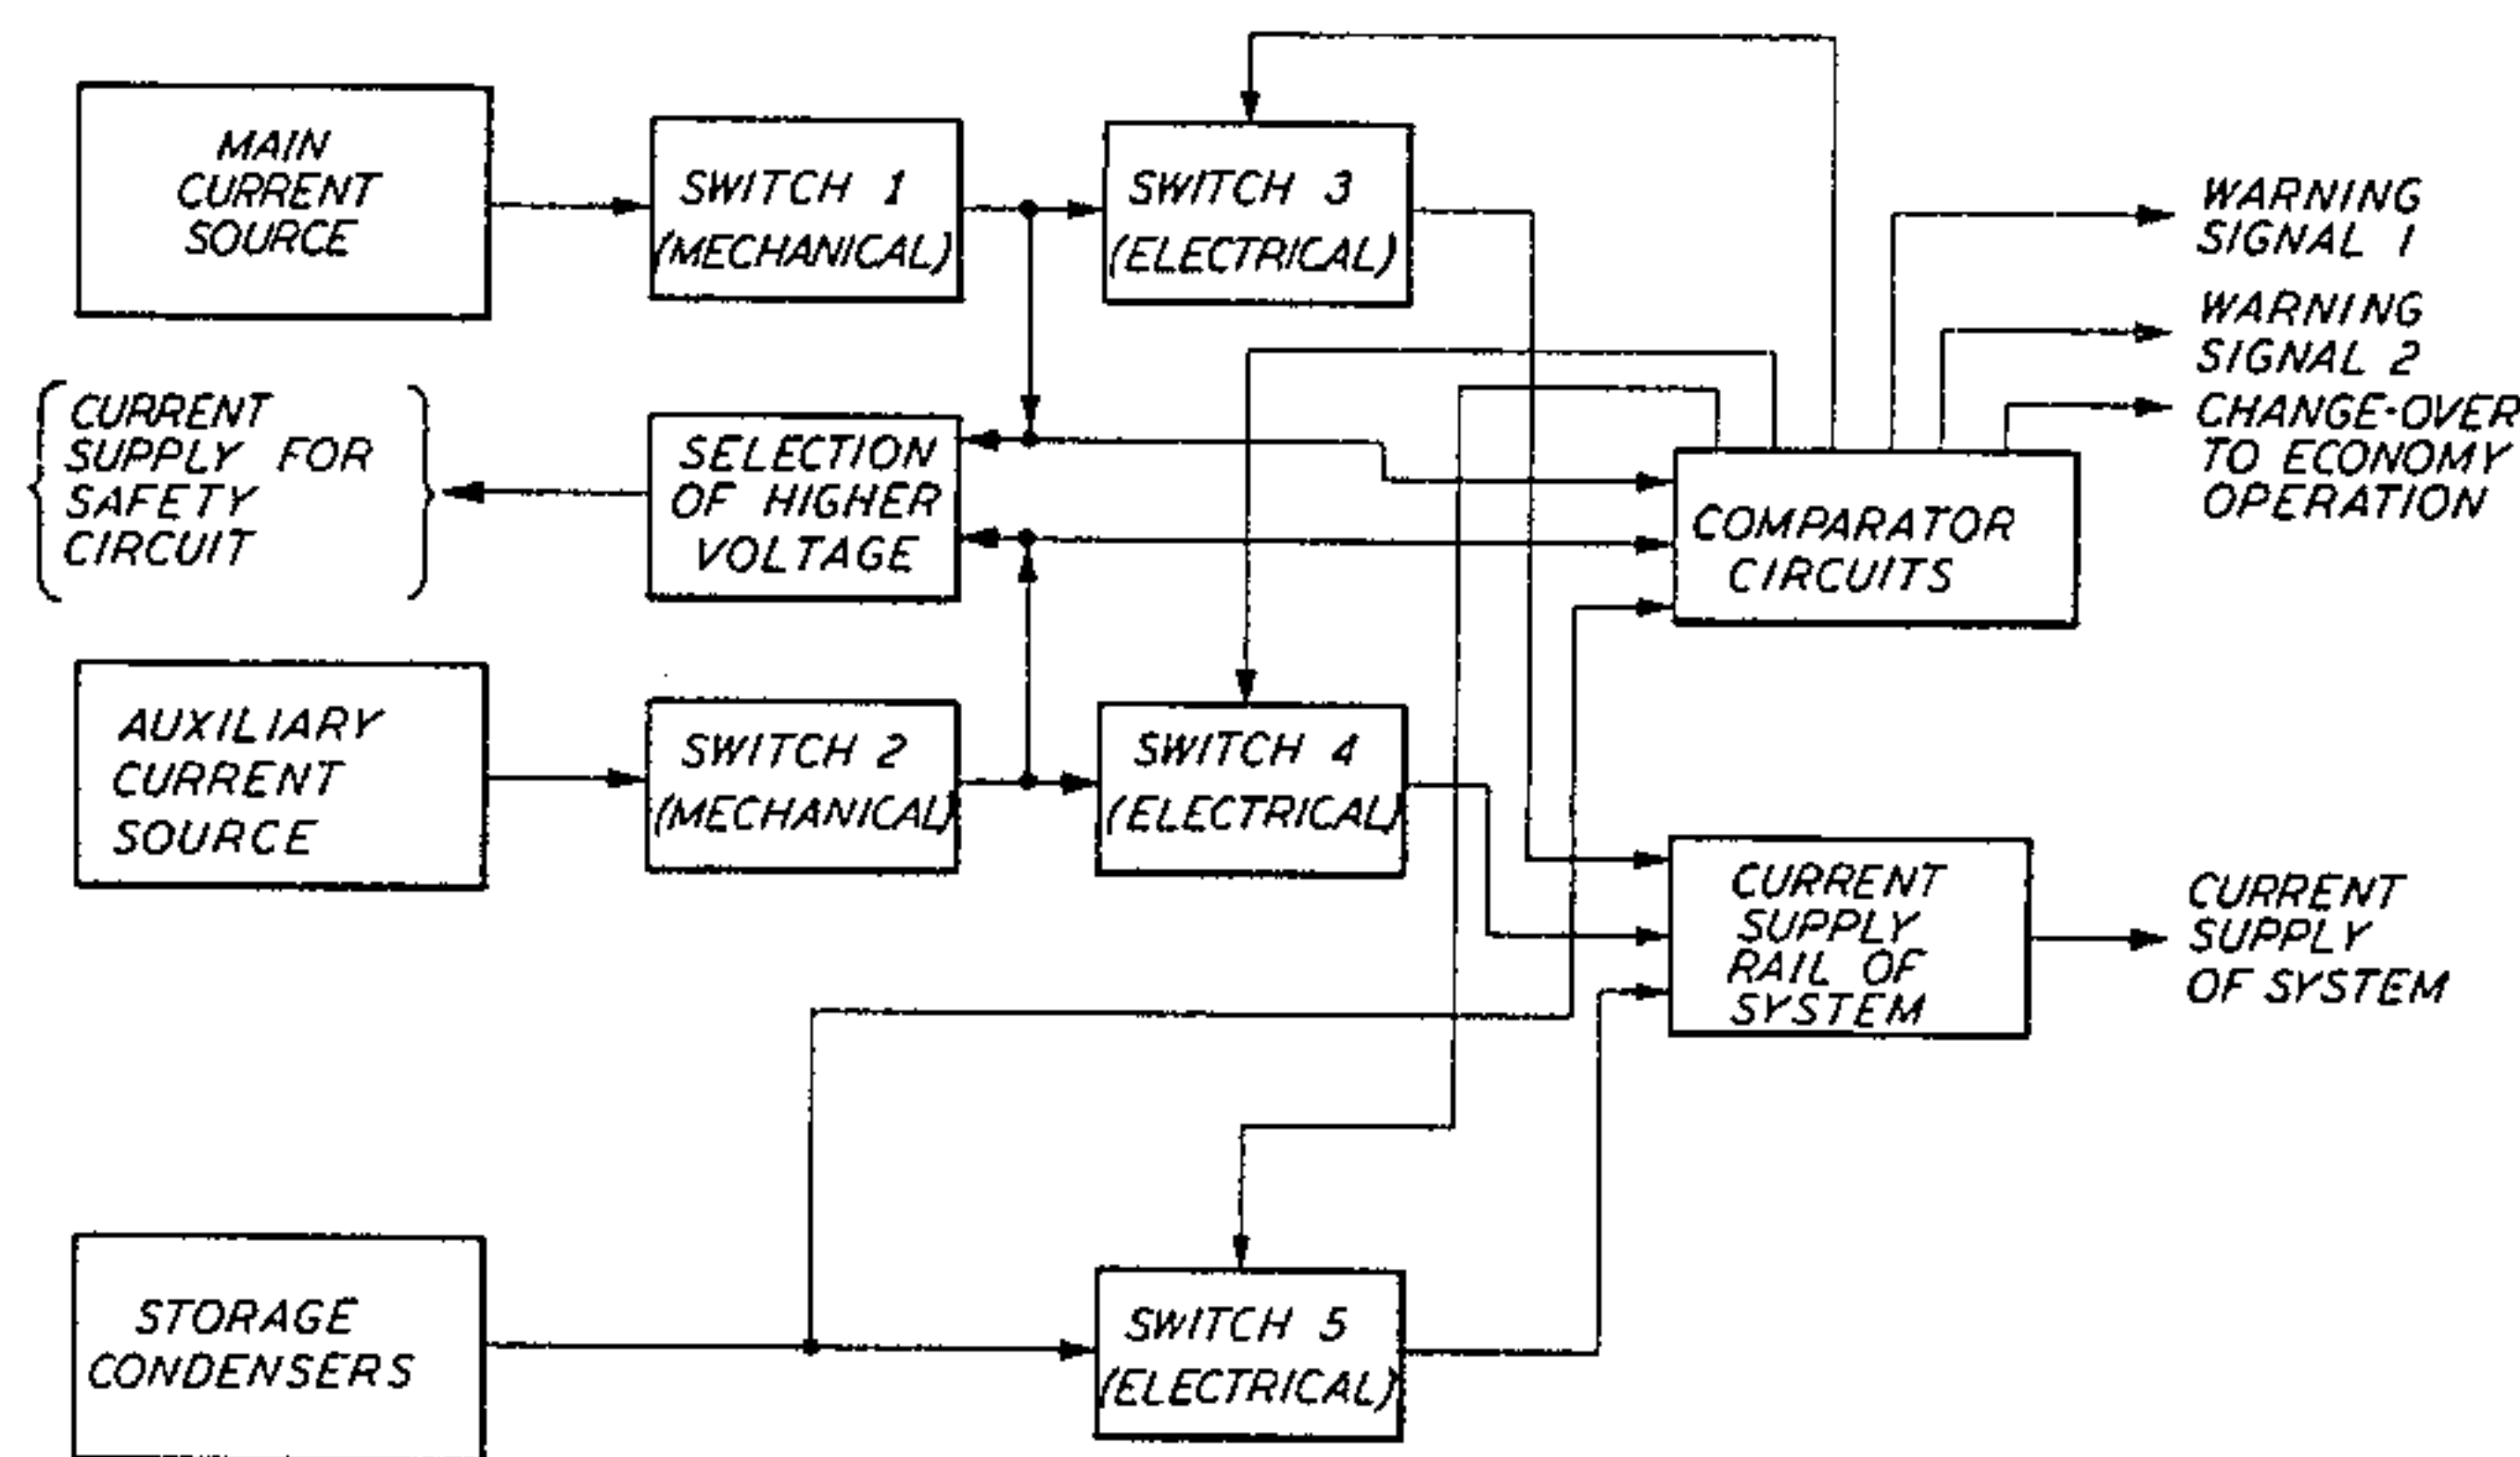 MAIN
CURRENT
SOURCE
SWITCH 1
(MECHANICAL)
SWITCH 3
(ELECTRICAL)
WARNING
SIGNAL 1
WARNING
SIGNAL 2
CHANGE-OVER
TO ECONOMY
OPERATION
CURRENT
SUPPLY FOR
SAFETY
CIRCUIT
SELECTION
OF HIGHER
VOLTAGE
COMPARATOR
CIRCUITS
AUXILIARY
CURRENT
SOURCE
SWITCH 2
(MECHANICAL)
SWITCH 4
(ELECTRICAL)
CURRENT
SUPPLY
RAIL OF
SYSTEM
CURRENT
SUPPLY
OF SYSTEM
STORAGE
CONDENSERS
SWITCH 5
(ELECTRICAL)